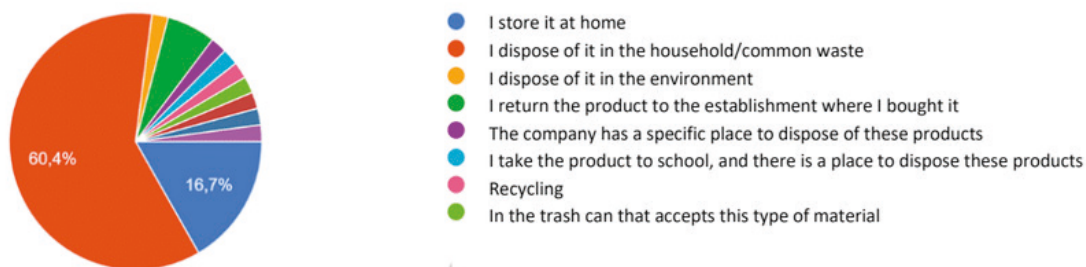 60,4%
16,7%
I store it at home
I dispose of it in the household/common waste
I dispose of it in the environment
I return the product to the establishment where I bought it
The company has a specific place to dispose of these products
I take the product to school, and there is a place to dispose these products
Recycling
In the trash can that accepts this type of material